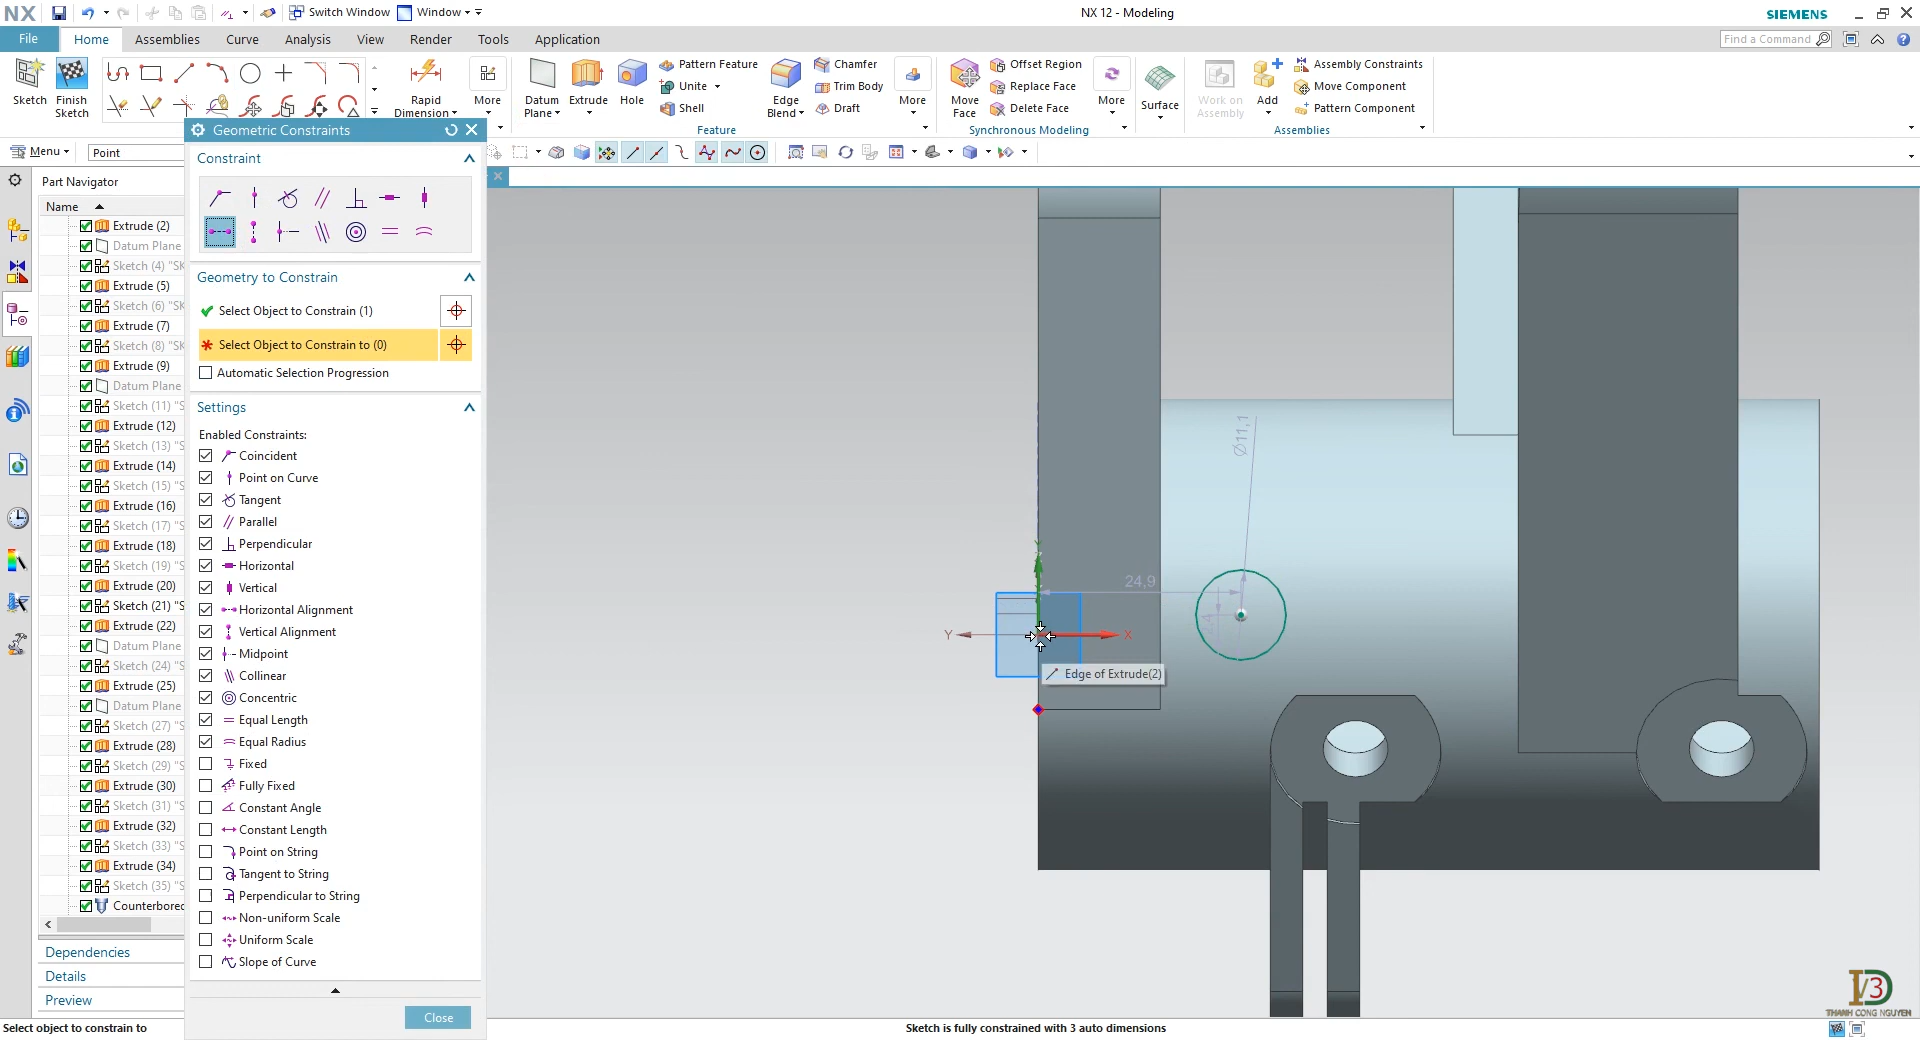 NX
Switch Window
Window
NX 12 - Modeling
SIEMENS
File
Home
Assemblies
Curve
Analysis
View
Render
Tools
Application
Find a Command
Sketch
Finish Sketch
Rapid Dimension
More
Datum Plane
Extrude
Hole
Pattern Feature
Unite
Shell
Edge Blend
Chamfer
Trim Body
Draft
More
Feature
Move Face
Offset Region
Replace Face
Delete Face
More
Synchronous Modeling
Surface
Work on Assembly
Add
Assembly Constraints
Move Component
Pattern Component
Assemblies
Menu
Point
Part Navigator
Name
Extrude (2)
Datum Plane
Sketch (4) "SK
Extrude (5)
Sketch (6) "SK
Extrude (7)
Sketch (8) "SK
Extrude (9)
Datum Plane
Sketch (11) "S
Extrude (12)
Sketch (13) "S
Extrude (14)
Sketch (15) "S
Extrude (16)
Sketch (17) "S
Extrude (18)
Sketch (19) "S
Extrude (20)
Sketch (21) "S
Extrude (22)
Datum Plane
Sketch (24) "S
Extrude (25)
Datum Plane
Sketch (27) "S
Extrude (28)
Sketch (29) "S
Extrude (30)
Sketch (31) "S
Extrude (32)
Sketch (33) "S
Extrude (34)
Sketch (35) "S
Counterbored
Dependencies
Details
Preview
Geometric Constraints
Constraint
Geometry to Constrain
Select Object to Constrain (1)
Select Object to Constrain to (0)
Automatic Selection Progression
Settings
Enabled Constraints:
Coincident
Point on Curve
Tangent
Parallel
Perpendicular
Horizontal
Vertical
Horizontal Alignment
Vertical Alignment
Midpoint
Collinear
Concentric
Equal Length
Equal Radius
Fixed
Fully Fixed
Constant Angle
Constant Length
Point on String
Tangent to String
Perpendicular to String
Non-uniform Scale
Uniform Scale
Slope of Curve
Close
Ø11,1
24,9
Y
X
Edge of Extrude(2)
THANH CONG NGUYEN
Select object to constrain to
Sketch is fully constrained with 3 auto dimensions